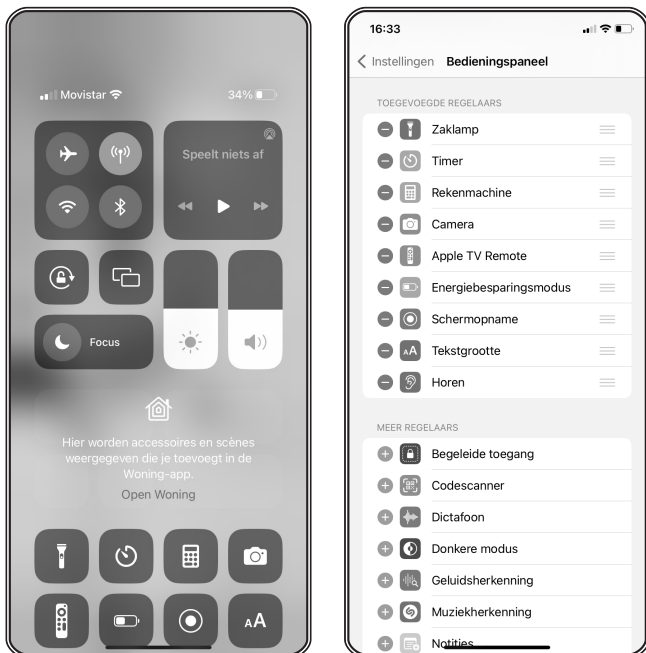 Movistar
34%
Speelt niets af
Focus
Hier worden accessoires en scènes
weergegeven die je toevoegt in de
Woning-app.
Open Woning
AA
16:33
Instellingen Bedieningspaneel
TOEGEVOEGDE REGELAARS
Zaklamp
Timer
Rekenmachine
Camera
Apple TV Remote
Energiebesparingsmodus
Schermopname
AA Tekstgrootte
Horen
MEER REGELAARS
Begeleide toegang
Codescanner
Dictafoon
Donkere modus
Geluidsherkenning
Muziekherkenning
Notities